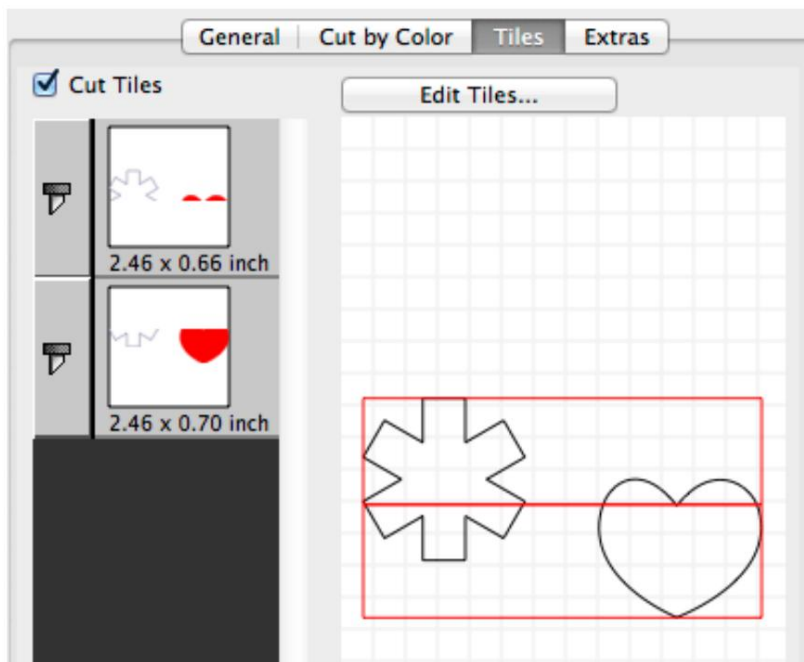 General Cut by Color Tiles Extras
Cut Tiles
Edit Tiles...
2.46 x 0.66 inch
2.46 x 0.70 inch